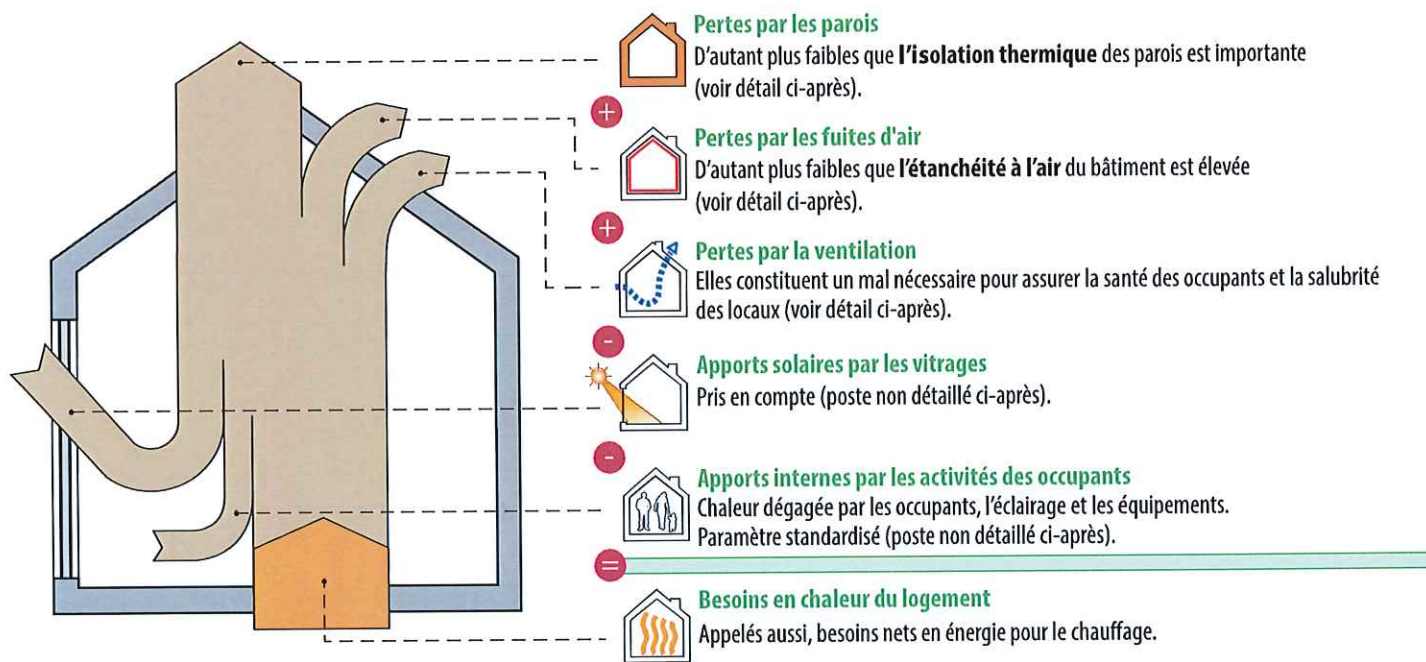 Pertes par les parois
D'autant plus faibles que l'isolation thermique des parois est importante
(voir détail ci-après).
+
Pertes par les fuites d'air
D'autant plus faibles que l'étanchéité à l'air du bâtiment est élevée
(voir détail ci-après).
+
Pertes par la ventilation
Elles constituent un mal nécessaire pour assurer la santé des occupants et la salubrité
des locaux (voir détail ci-après).
-
Apports solaires par les vitrages
Pris en compte (poste non détaillé ci-après).
-
Apports internes par les activités des occupants
Chaleur dégagée par les occupants, l'éclairage et les équipements.
Paramètre standardisé (poste non détaillé ci-après).
=
Besoins en chaleur du logement
Appelés aussi, besoins nets en énergie pour le chauffage.